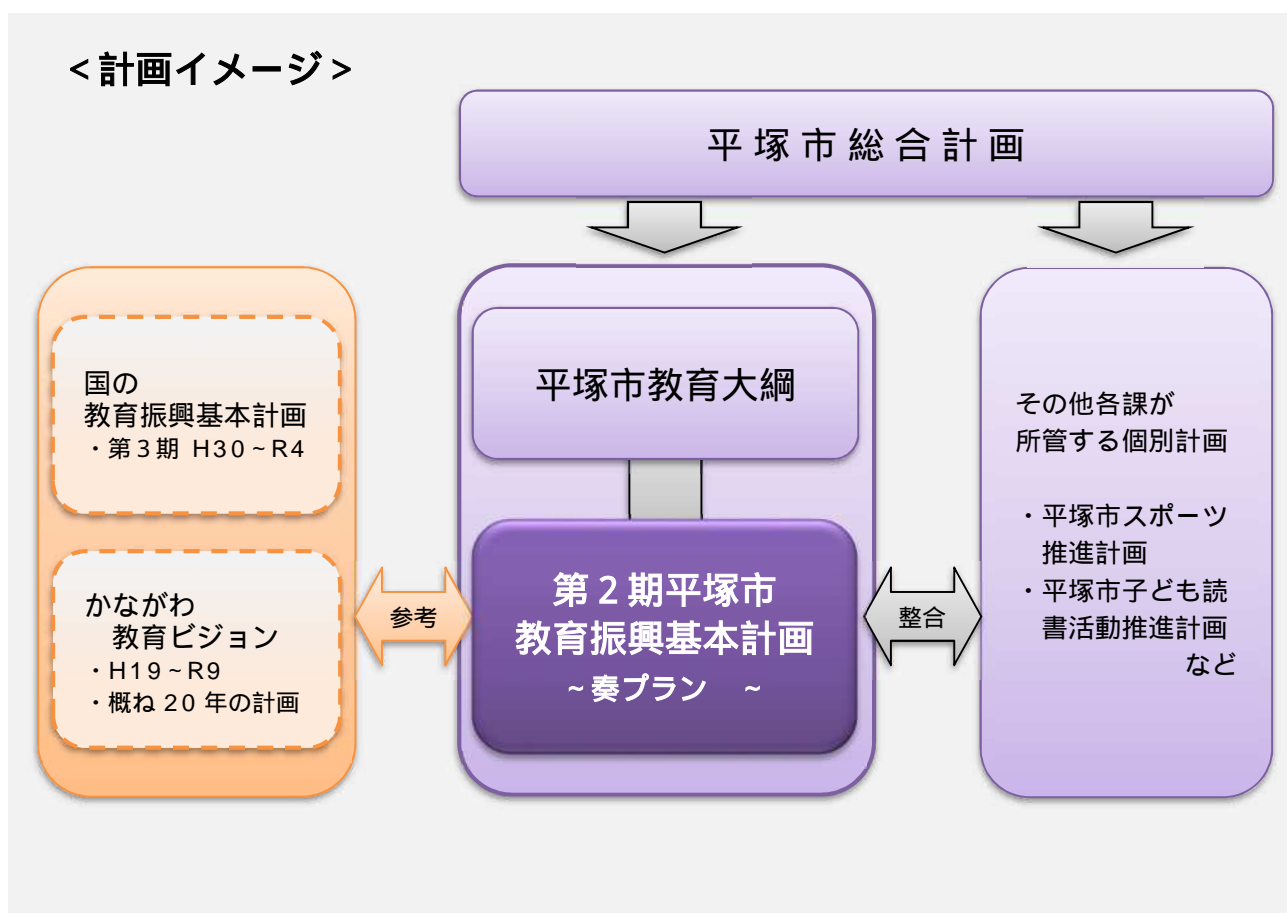 <計画イメージ>
平塚市総合計画
国の
教育振興基本計画
・第3期 H30~R4
かながわ
教育ビジョン
・H19~R9
・概ね20年の計画
参考
平塚市教育大綱
第2期平塚市
教育振興基本計画
~奏プラン ~
整合
その他各課が
所管する個別計画
・平塚市スポーツ
推進計画
・平塚市子ども読
書活動推進計画
など